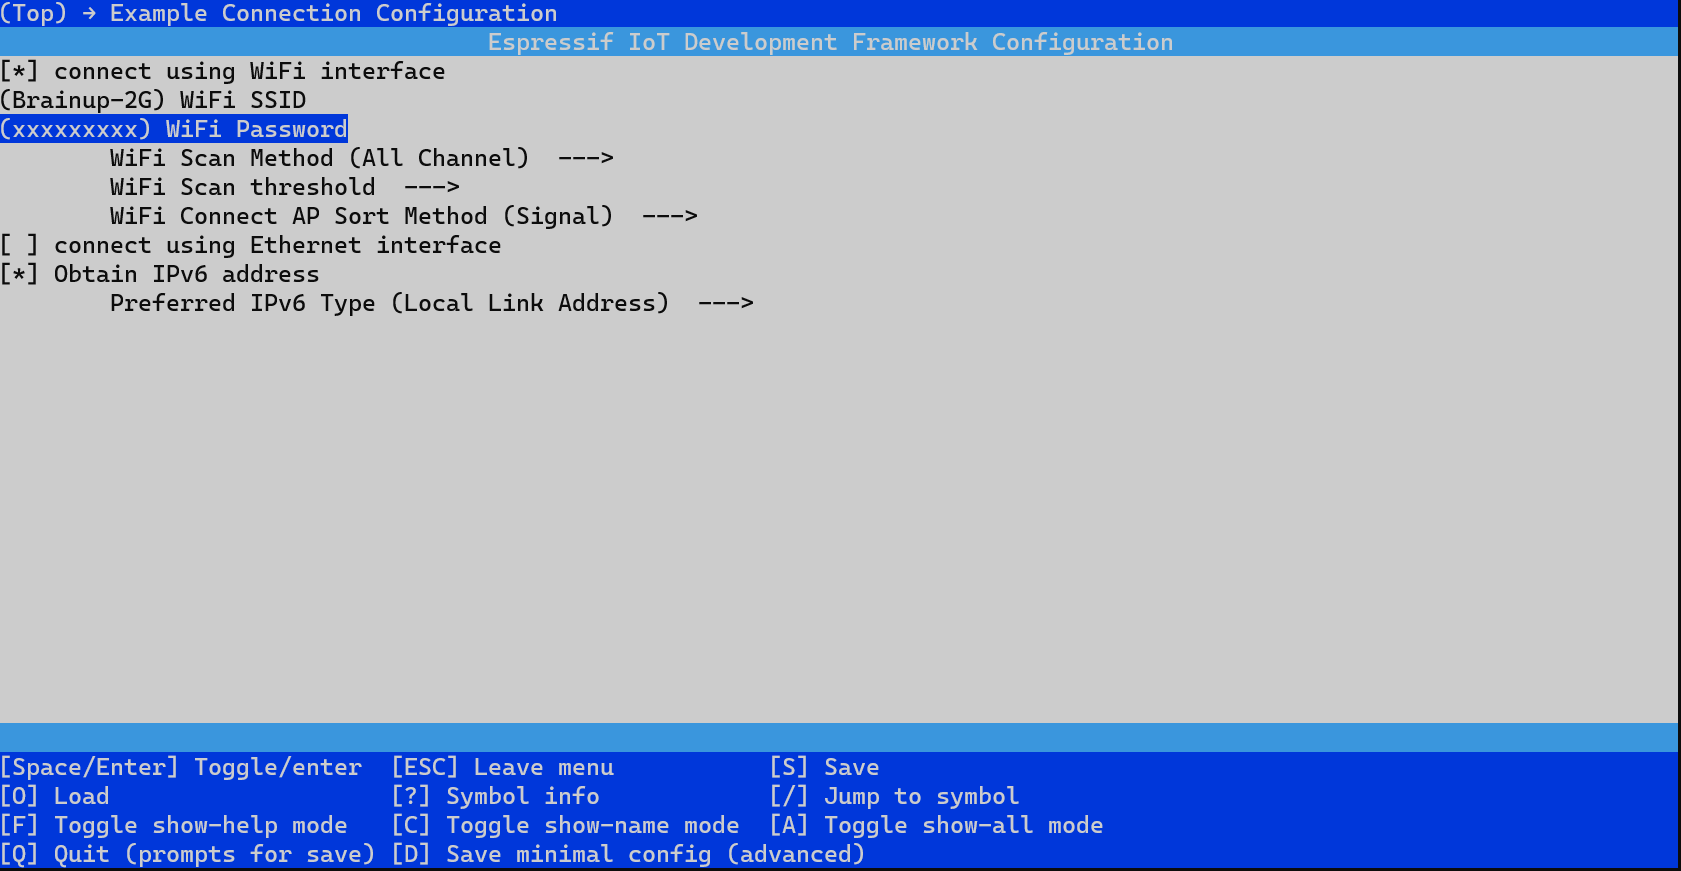 (Top) → Example Connection Configuration
Espressif IoT Development Framework Configuration
[*] connect using WiFi interface
(Brainup-2G) WiFi SSID
(xxxxxxxxx) WiFi Password
WiFi Scan Method (All Channel)  --->
WiFi Scan threshold  --->
WiFi Connect AP Sort Method (Signal)  --->
[ ] connect using Ethernet interface
[*] Obtain IPv6 address
Preferred IPv6 Type (Local Link Address)  --->
[Space/Enter] Toggle/enter  [ESC] Leave menu  [S] Save
[O] Load  [?] Symbol info  [/] Jump to symbol
[F] Toggle show-help mode  [C] Toggle show-name mode  [A] Toggle show-all mode
[Q] Quit (prompts for save)  [D] Save minimal config (advanced)